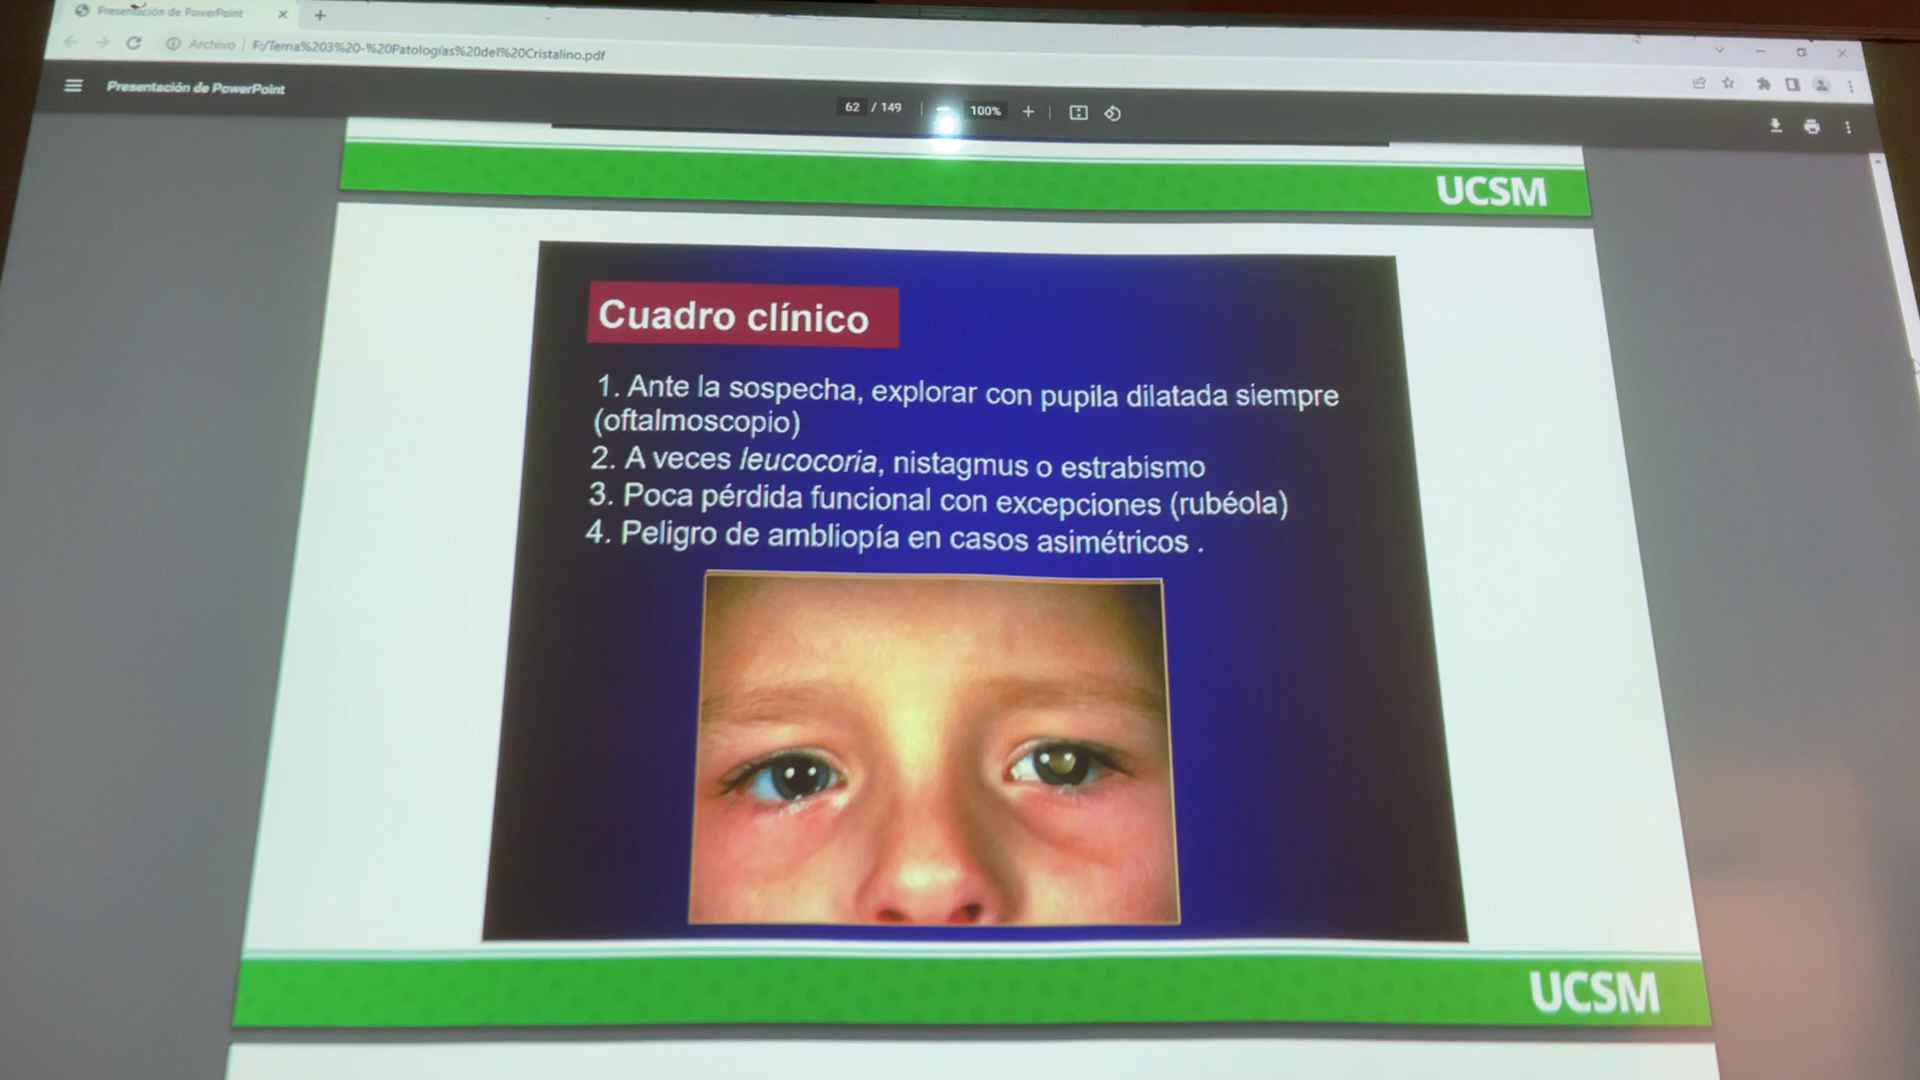 Presentación de PowerPoint
Archivo | F:/Tema%203%20-%20Patologías%20del%20Cristalino.pdf
Presentación de PowerPoint
62 / 149
100%
UCSM
Cuadro clínico
1. Ante la sospecha, explorar con pupila dilatada siempre
(oftalmoscopio)
2. A veces leucocoria, nistagmus o estrabismo
3. Poca pérdida funcional con excepciones (rubéola)
4. Peligro de ambliopía en casos asimétricos .
UCSM